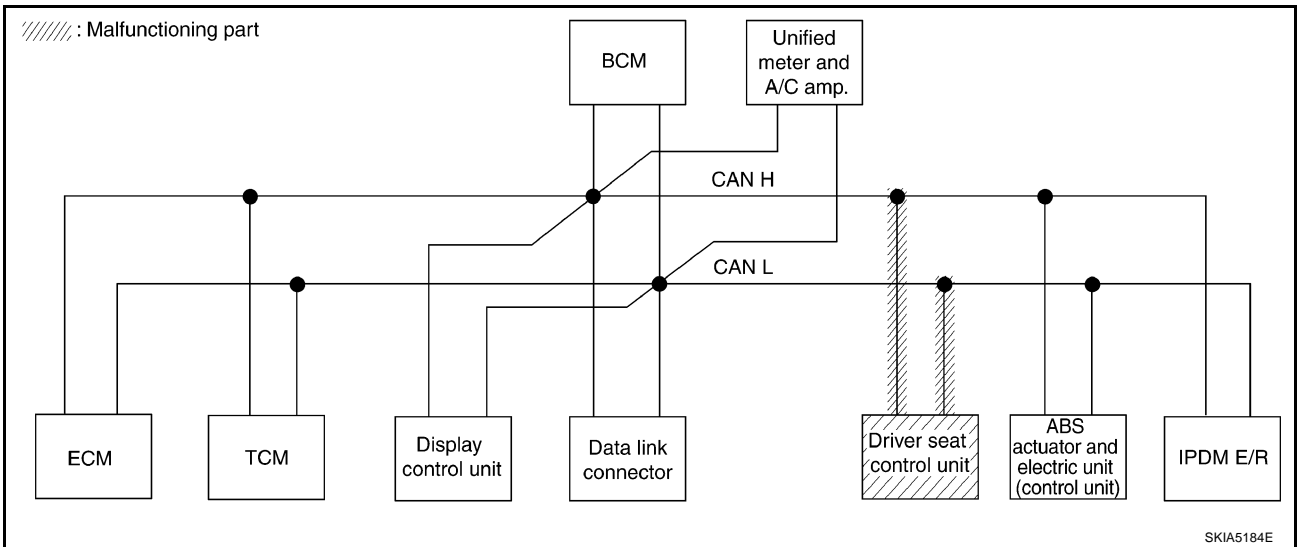 : Malfunctioning part
BCM
Unified
meter and
A/C amp.
CAN H
CAN L
ECM
TCM
Display
control unit
Data link
connector
Driver seat
control unit
ABS
actuator and
electric unit
(control unit)
IPDM E/R
SKIA5184E